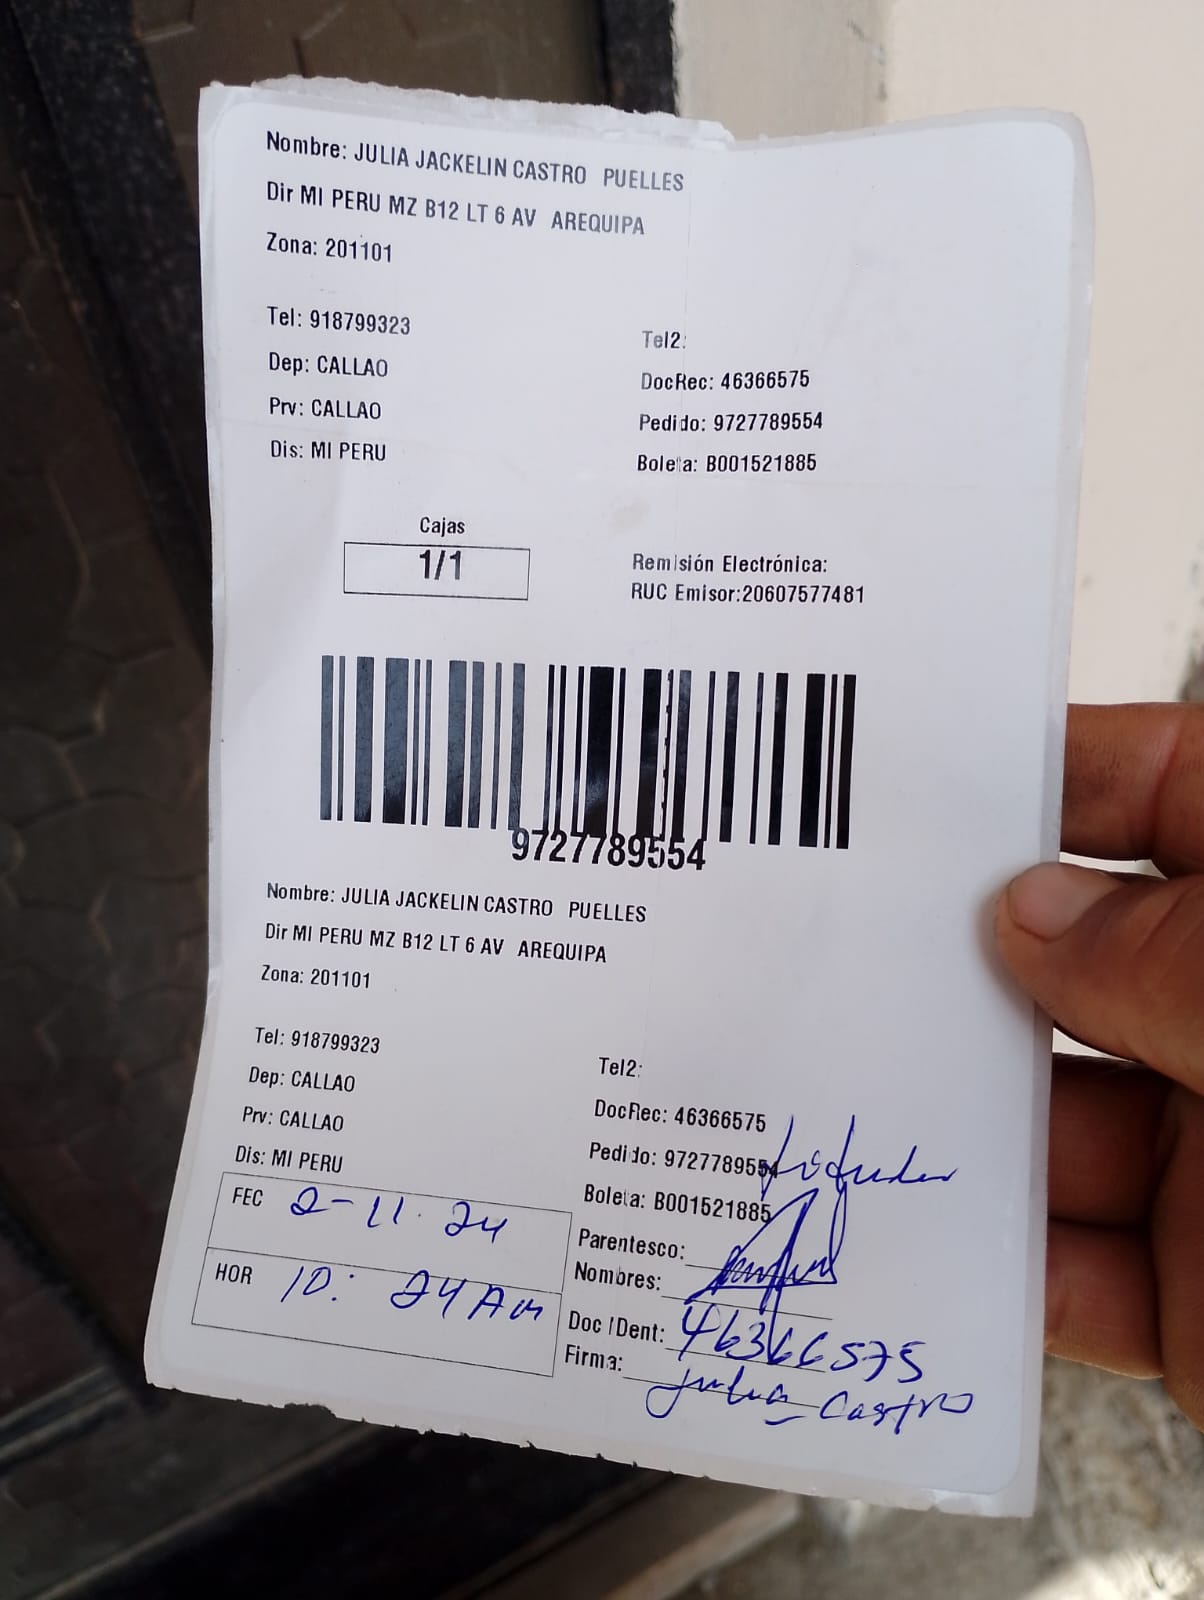 Nombre: JULIA JACKELIN CASTRO PUELLES
Dir MI PERU MZ B12 LT 6 AV AREQUIPA
Zona: 201101
Tel: 918799323
Tel2:
Dep: CALLAO
DocRec: 46366575
Prv: CALLAO
Pedido: 9727789554
Dis: MI PERU
Boleta: B001521885
Cajas
1/1
Remisión Electrónica:
RUC Emisor:20607577481
9727789554
Nombre: JULIA JACKELIN CASTRO PUELLES
Dir MI PERU MZ B12 LT 6 AV AREQUIPA
Zona: 201101
Tel: 918799323
Tel2:
Dep: CALLAO
DocRec: 46366575
Prv: CALLAO
Pedido: 9727789554
Dis: MI PERU
Boleta: B001521885
FEC 2-11-24
Parentesco:
Nombres:
HOR 10:24 Am
Doc IDent: 46366575
Firma: Julia Castro